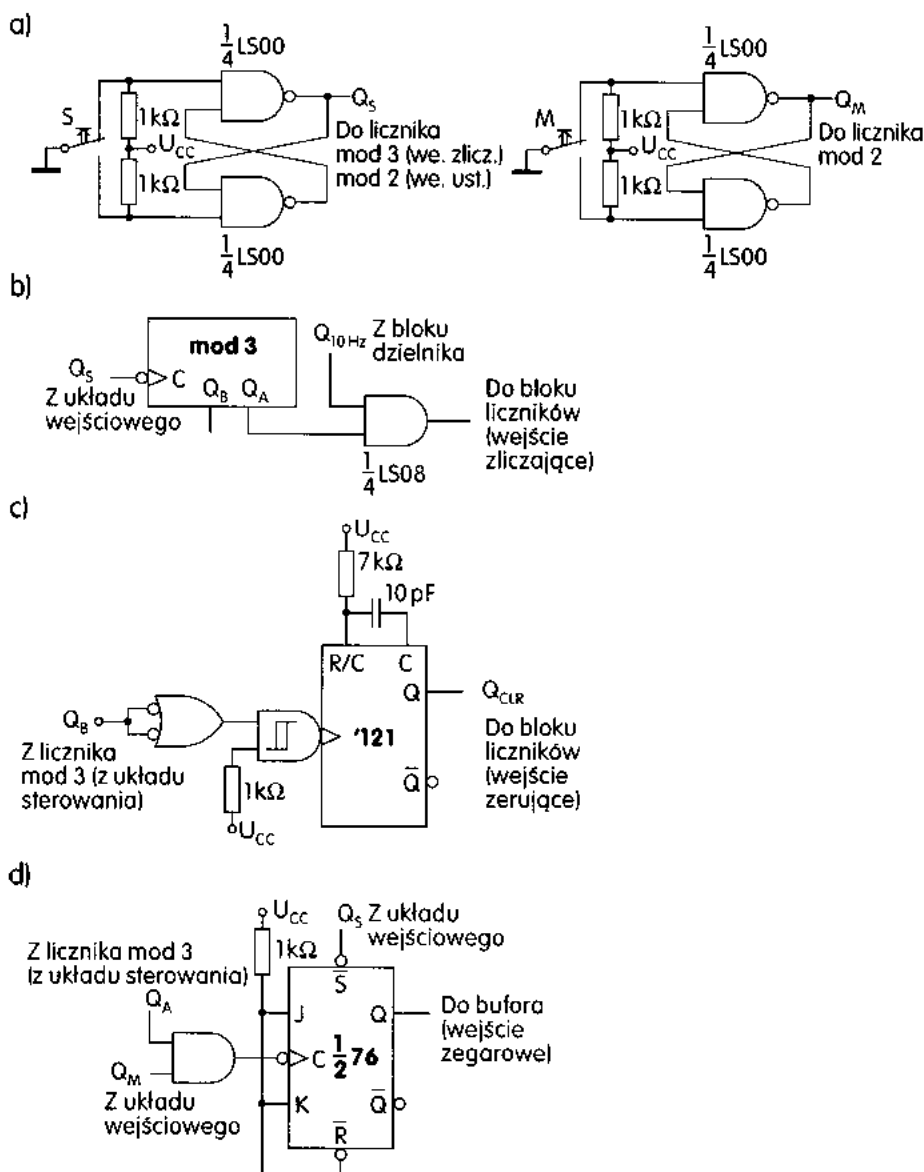 a)
1/4 LS00
S
1kΩ
U_CC
1kΩ
Q_S
Do licznika
mod 3 (we. zlicz.)
mod 2 (we. ust.)
1/4 LS00
1/4 LS00
M
1kΩ
U_CC
1kΩ
Q_M
Do licznika
mod 2
1/4 LS00
b)
mod 3
Q_S
C
Q_B Q_A
Z układu
wejściowego
Q_10 Hz Z bloku
dzielnika
1/4 LS08
Do bloku
liczników
(wejście
zliczające)
c)
U_CC
7kΩ
10 pF
R/C C
Q
Q_CLR
Q_B
'121
Q̅
Z licznika
mod 3 (z układu
sterowania)
1kΩ
U_CC
Do bloku
liczników
(wejście
zerujące)
d)
U_CC
1kΩ
Q_S Z układu
wejściowego
Z licznika mod 3
(z układu sterowania)
Q_A
Q_M
Z układu
wejściowego
S̅
J
Q
C 1/2 76
K
Q̅
R̅
Do bufora
(wejście
zegarowe)